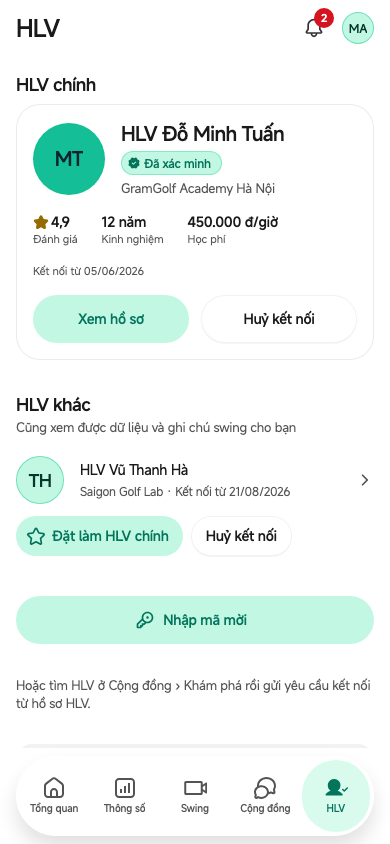 HLV
2
MA
HLV chính
MT
HLV Đỗ Minh Tuấn
Đã xác minh
GramGolf Academy Hà Nội
4,9
12 năm
450.000 đ/giờ
Đánh giá
Kinh nghiệm
Học phí
Kết nối từ 05/06/2026
Xem hồ sơ
Huỷ kết nối
HLV khác
Cũng xem được dữ liệu và ghi chú swing cho bạn
TH
HLV Vũ Thanh Hà
Saigon Golf Lab · Kết nối từ 21/08/2026
Đặt làm HLV chính
Huỷ kết nối
Nhập mã mời
Hoặc tìm HLV ở Cộng đồng › Khám phá rồi gửi yêu cầu kết nối
từ hồ sơ HLV.
Tổng quan
Thông số
Swing
Cộng đồng
HLV